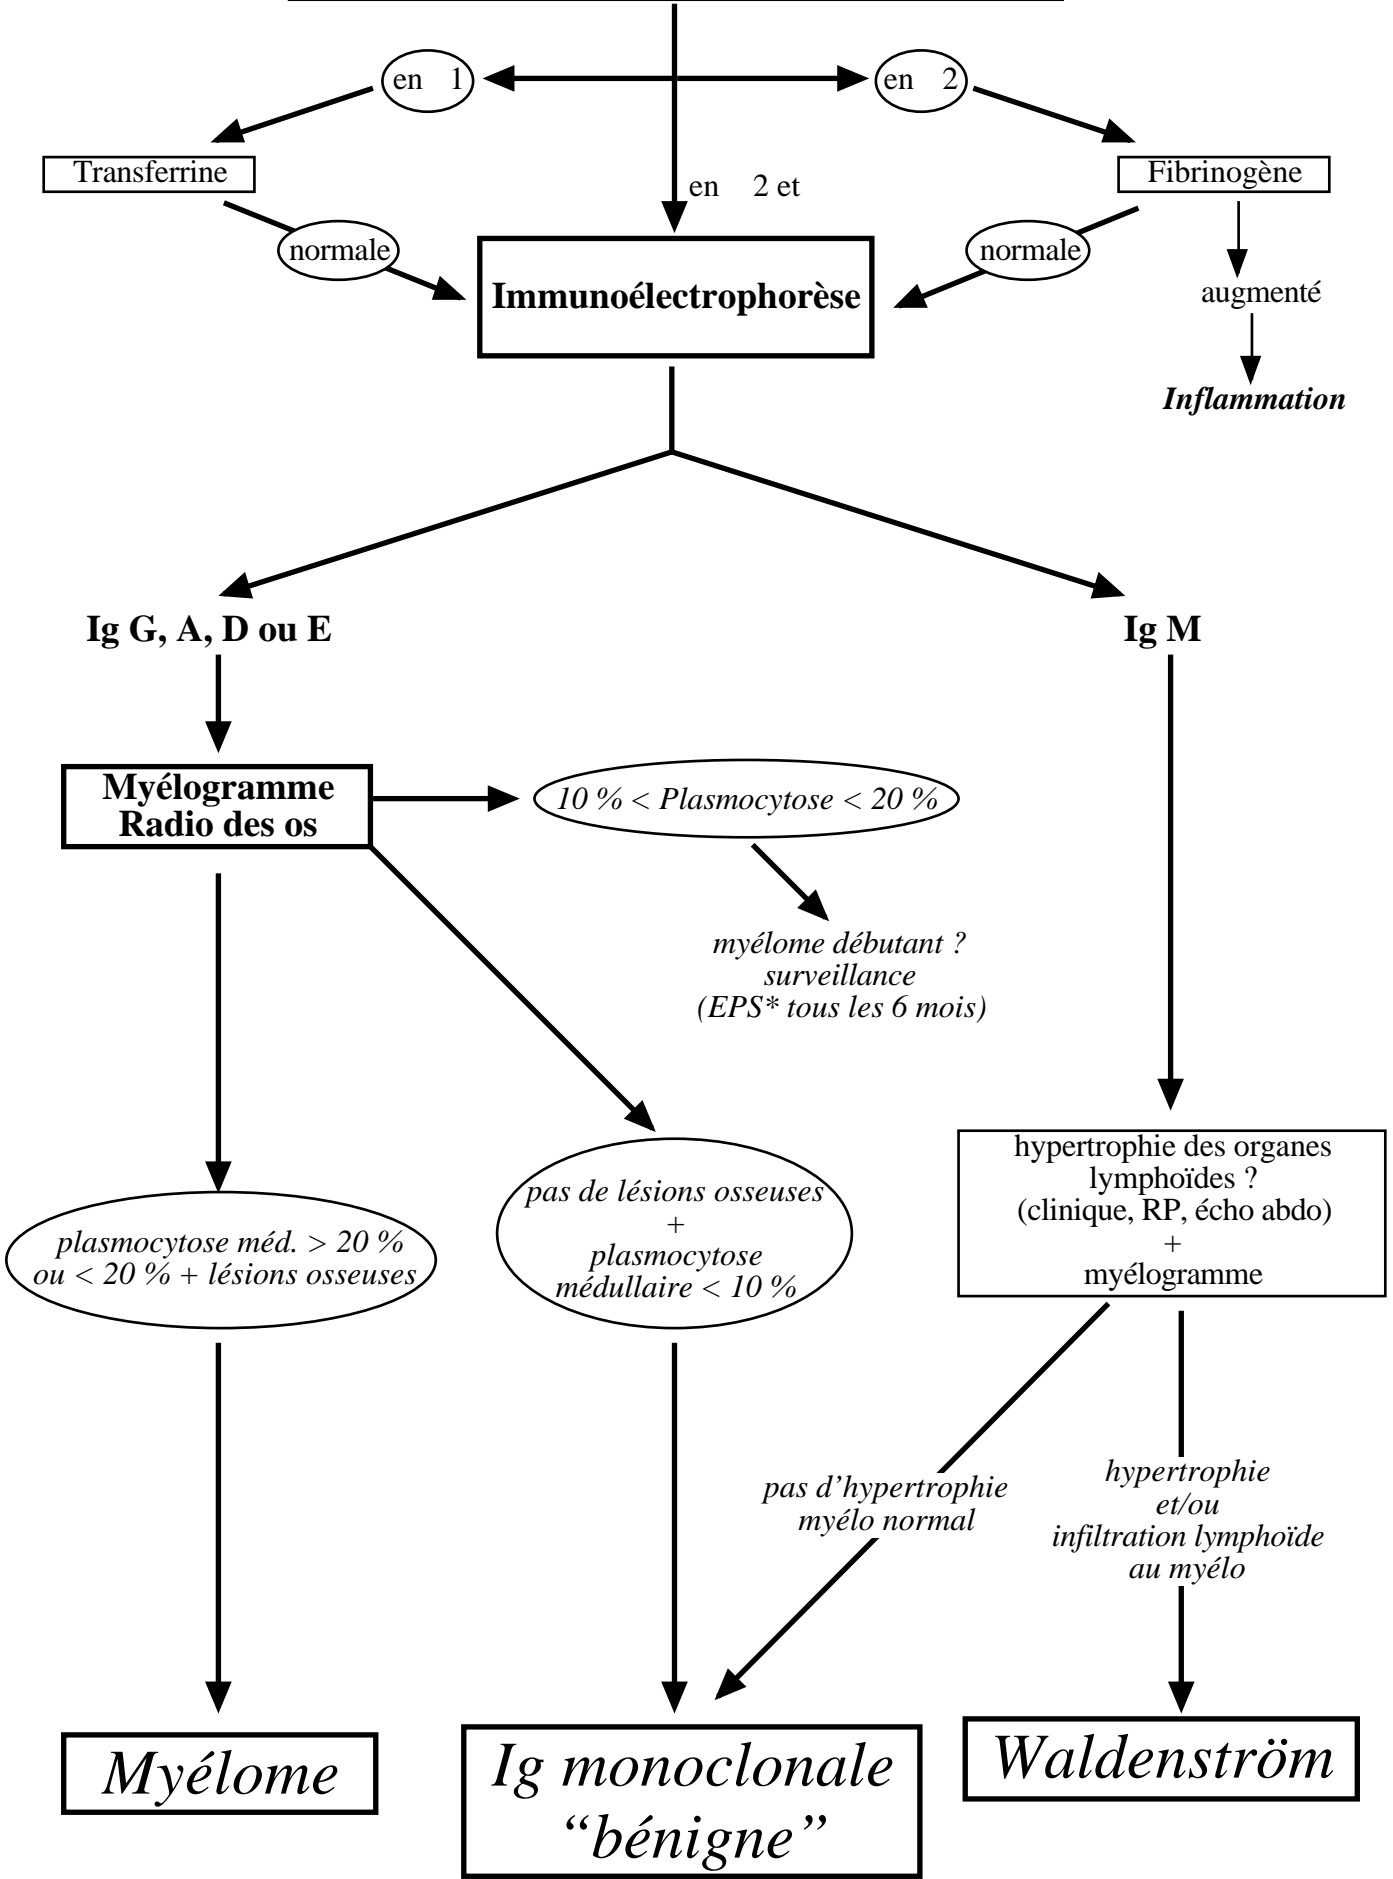 en 1
en 2
Transferrine
Fibrinogène
en 2 et
normale
normale
Immunoélectrophorèse
augmenté
Inflammation
Ig G, A, D ou E
Ig M
Myélogramme
Radio des os
10 % < Plasmocytose < 20 %
myélome débutant ?
surveillance
(EPS* tous les 6 mois)
hypertrophie des organes
lymphoïdes ?
(clinique, RP, écho abdo)
+
myélogramme
pas de lésions osseuses
+
plasmocytose
médullaire < 10 %
plasmocytose méd. > 20 %
ou < 20 % + lésions osseuses
pas d’hypertrophie
myélo normal
hypertrophie
et/ou
infiltration lymphoïde
au myélo
Myélome
Ig monoclonale
“bénigne”
Waldenström